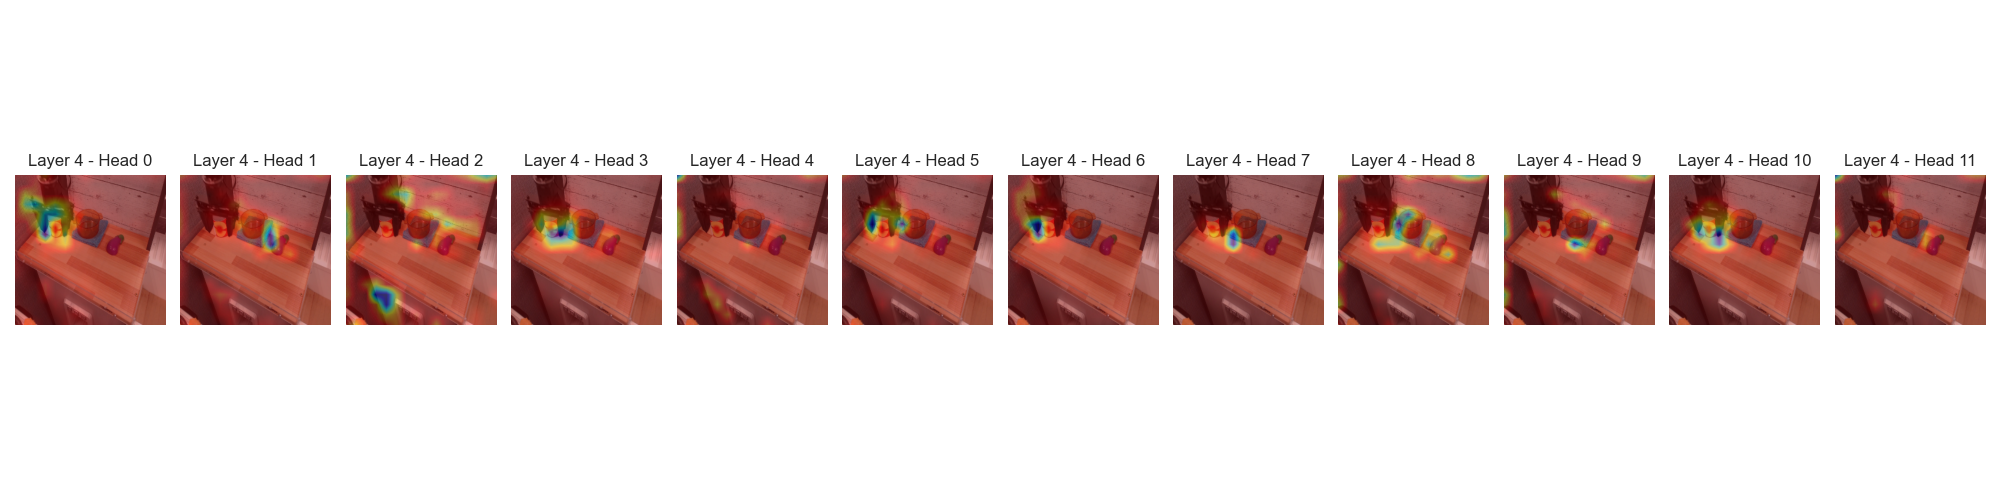 Layer 4 - Head 0
Layer 4 - Head 1
Layer 4 - Head 2
Layer 4 - Head 3
Layer 4 - Head 4
Layer 4 - Head 5
Layer 4 - Head 6
Layer 4 - Head 7
Layer 4 - Head 8
Layer 4 - Head 9
Layer 4 - Head 10
Layer 4 - Head 11